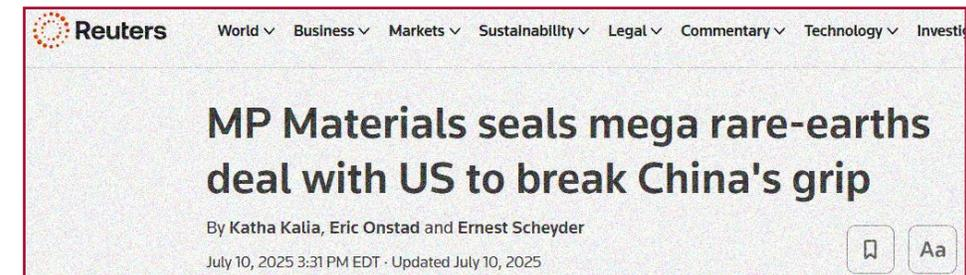 Reuters World Business Markets Sustainability Legal Commentary Technology Investi
MP Materials seals mega rare-earths
deal with US to break China's grip
By Katha Kalia, Eric Onstad and Ernest Scheyder
Aa
July 10, 2025 3:31 PM EDT · Updated July 10, 2025